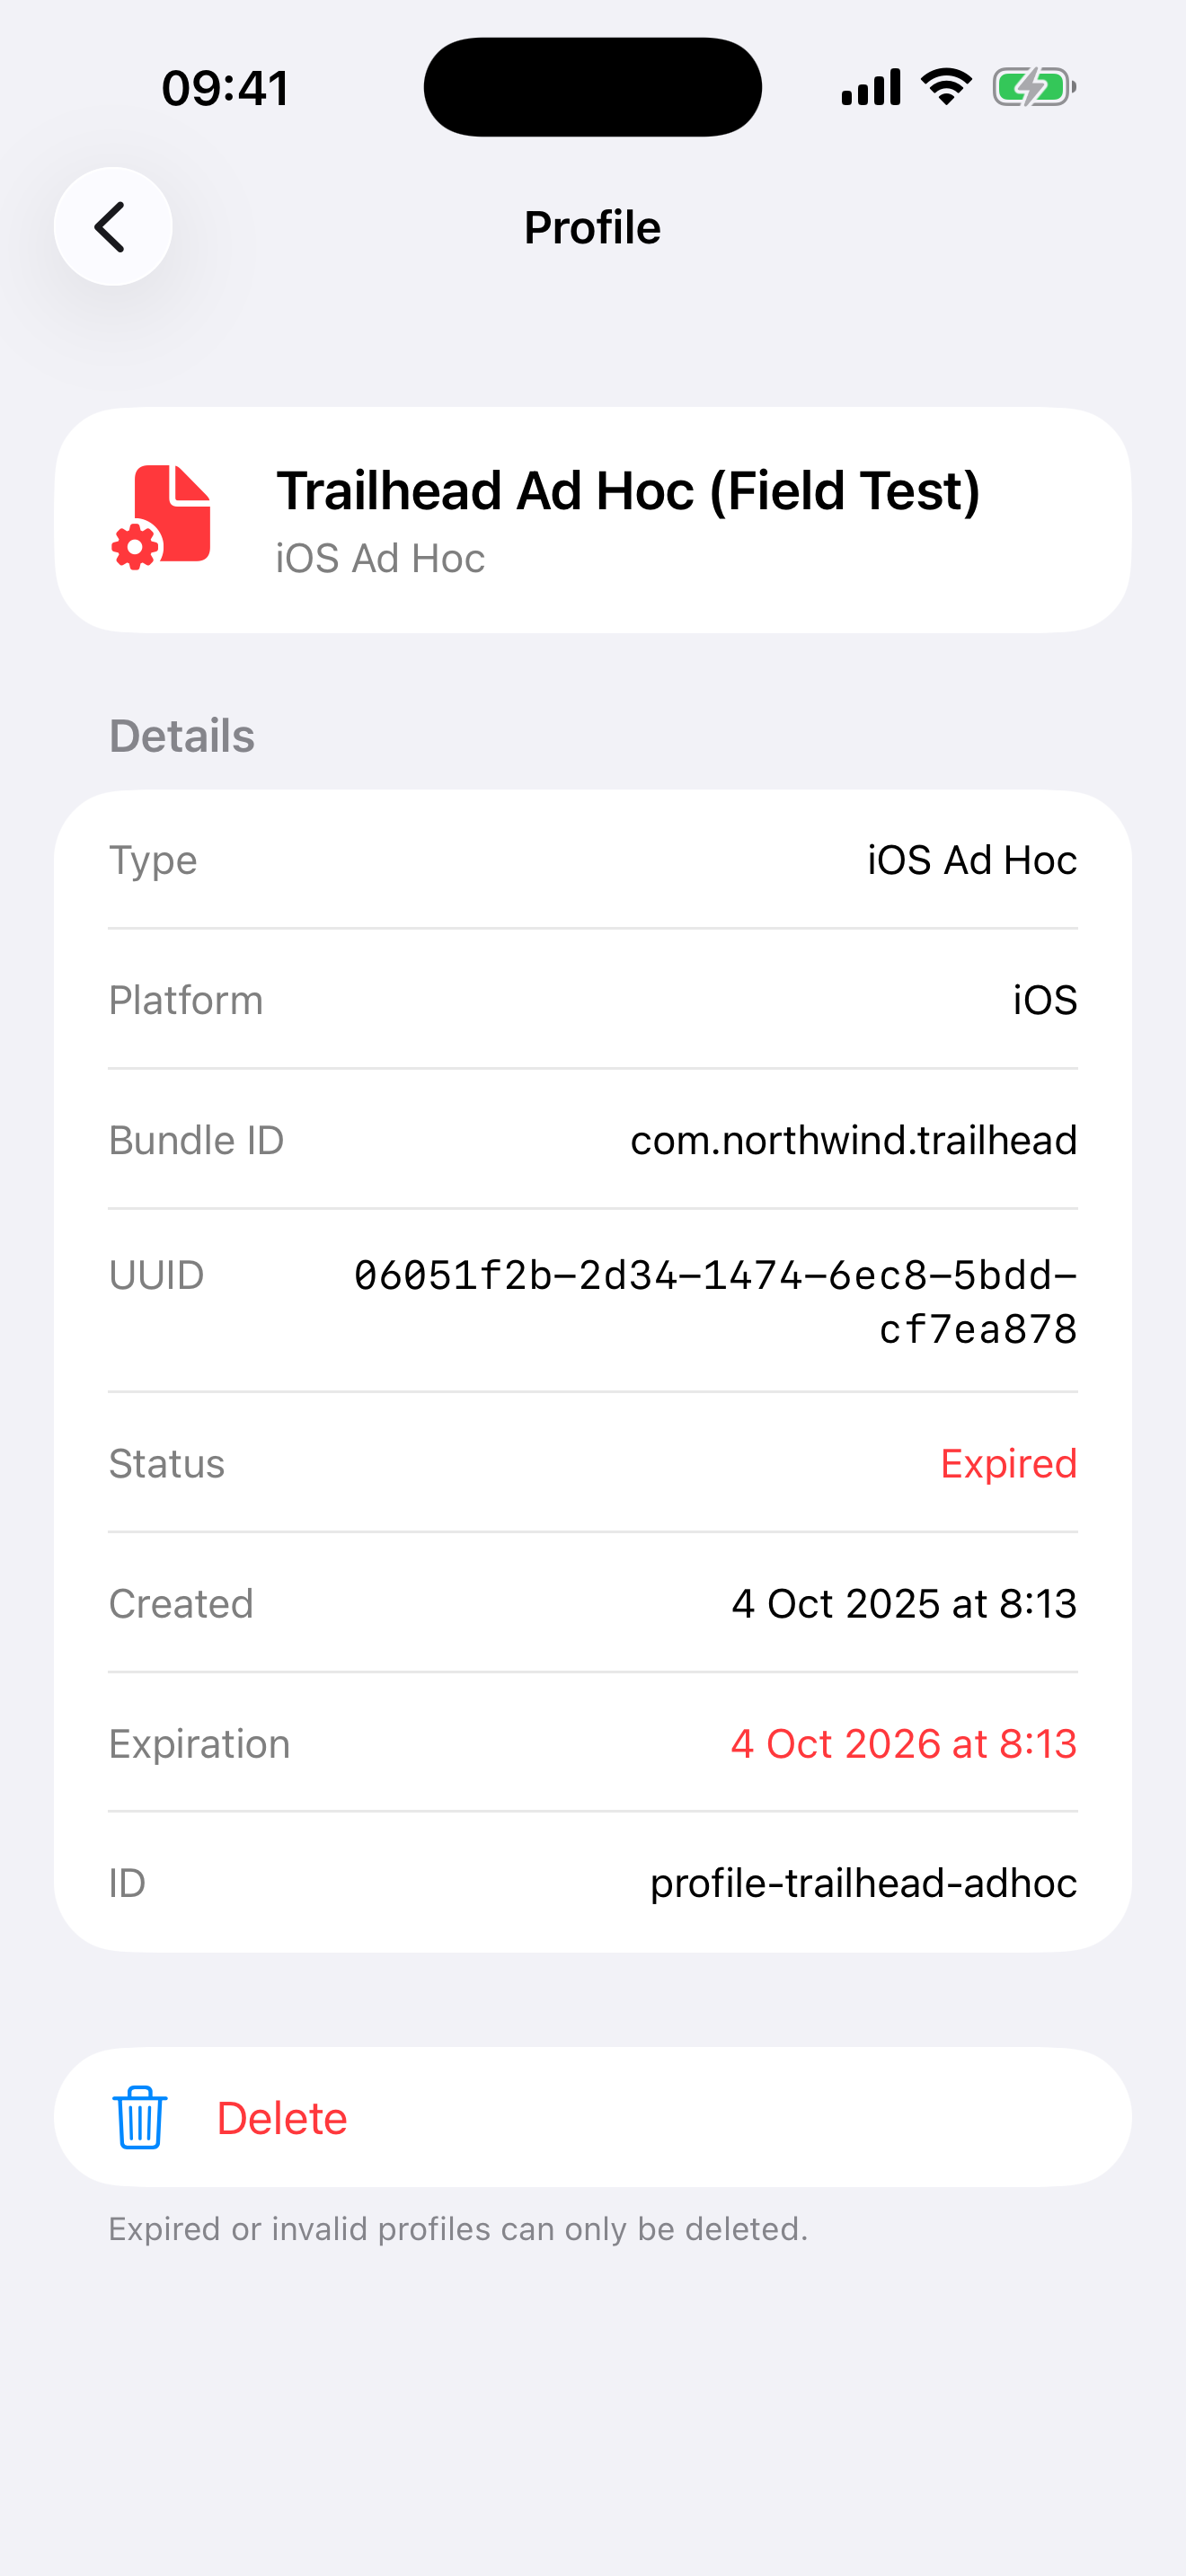 09:41
Profile
Trailhead Ad Hoc (Field Test)
iOS Ad Hoc
Details
Type iOS Ad Hoc
Platform iOS
Bundle ID com.northwind.trailhead
UUID 06051f2b-2d34-1474-6ec8-5bdd-
cf7ea878
Status Expired
Created 4 Oct 2025 at 8:13
Expiration 4 Oct 2026 at 8:13
ID profile-trailhead-adhoc
Delete
Expired or invalid profiles can only be deleted.